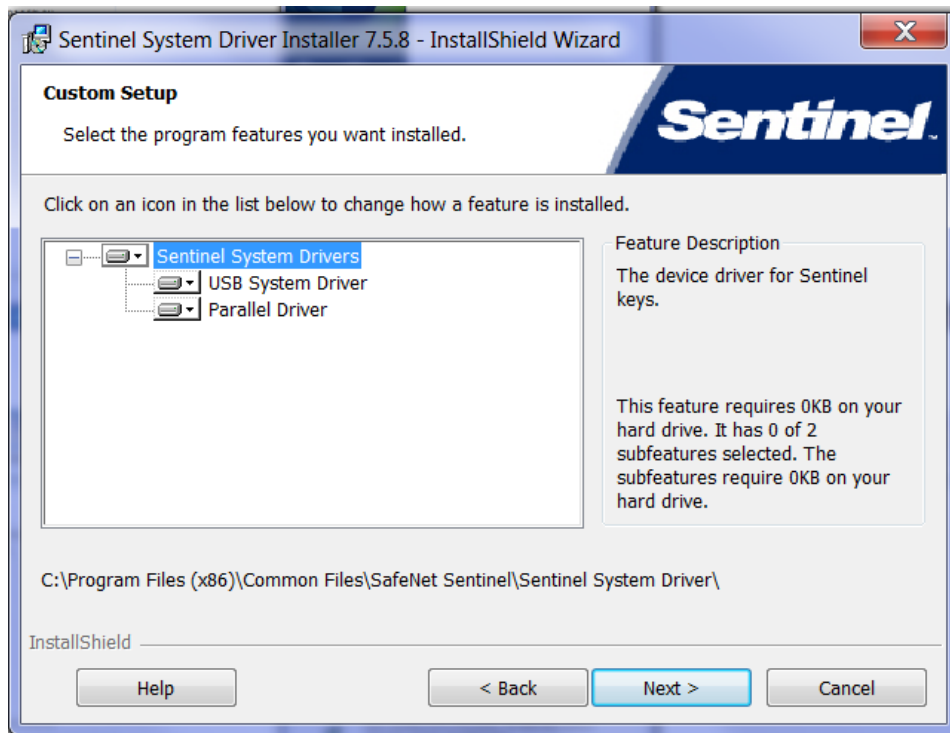 Sentinel System Driver Installer 7.5.8 - InstallShield Wizard
Custom Setup
Select the program features you want installed.
Sentinel.
Click on an icon in the list below to change how a feature is installed.
Sentinel System Drivers
USB System Driver
Parallel Driver
Feature Description
The device driver for Sentinel
keys.
This feature requires 0KB on your
hard drive. It has 0 of 2
subfeatures selected. The
subfeatures require 0KB on your
hard drive.
C:\Program Files (x86)\Common Files\SafeNet Sentinel\Sentinel System Driver\
InstallShield
Help
< Back
Next >
Cancel